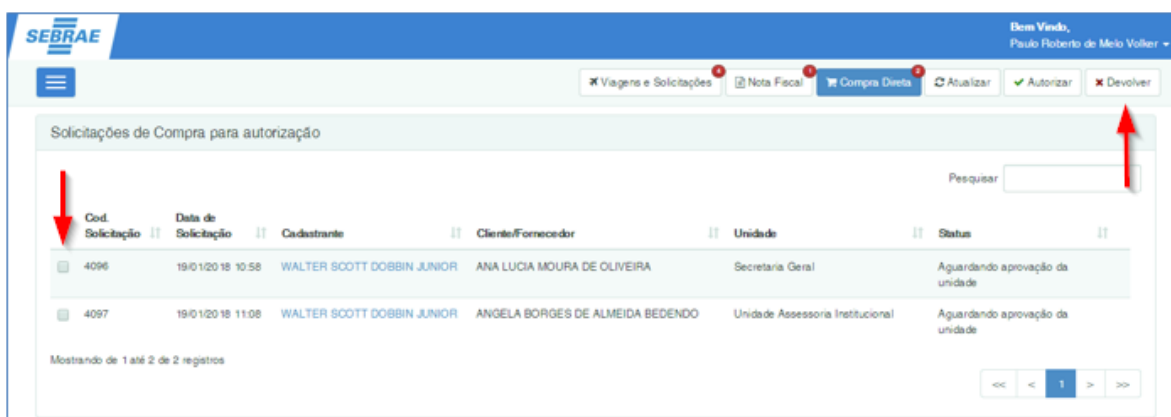 SEBRAE
Bem Vindo,
Paulo Roberto de Melo Volker
Viagens e Solicitações 4 Nota Fiscal 1 Compra Direta 2 Atualizar Autorizar Devolver
Solicitações de Compra para autorização
Pesquisar
Cod. Solicitação Data de Solicitação Cadastrante Cliente/Fornecedor Unidade Status
4096 19/01/2018 10:58 WALTER SCOTT DOBBIN JUNIOR ANA LUCIA MOURA DE OLIVEIRA Secretaria Geral Aguardando aprovação da
unidade
4097 19/01/2018 11:08 WALTER SCOTT DOBBIN JUNIOR ANGELA BORGES DE ALMEIDA BEDENDO Unidade Assessoria Institucional Aguardando aprovação da
unidade
Mostrando de 1 até 2 de 2 registros
<< < 1 > >>